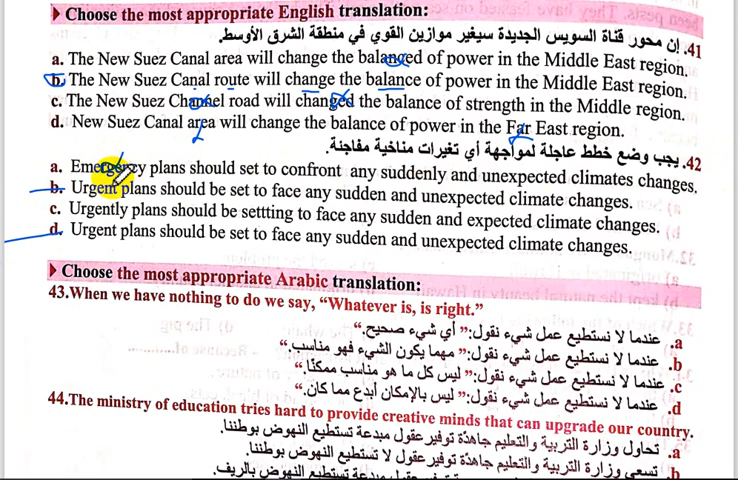 Choose the most appropriate English translation:
41. إن محور قناة السويس الجديدة سيغير موازين القوي في منطقة الشرق الأوسط.
a. The New Suez Canal area will change the balanced of power in the Middle East region.
b. The New Suez Canal route will change the balance of power in the Middle East region.
c. The New Suez Channel road will changed the balance of strength in the Middle region.
d. New Suez Canal area will change the balance of power in the Far East region.
42. يجب وضع خطط عاجلة لمواجهة أي تغيرات مناخية مفاجئة.
a. Emergency plans should set to confront any suddenly and unexpected climates changes.
b. Urgent plans should be set to face any sudden and unexpected climate changes.
c. Urgently plans should be settting to face any sudden and expected climate changes.
d. Urgent plans should be set to face any sudden and unexpected climate changes.
Choose the most appropriate Arabic translation:
43.When we have nothing to do we say, “Whatever is, is right.”
a. عندما لا نستطيع عمل شيء نقول:” أي شيء صحيح.“
b. عندما لا نستطيع عمل شيء نقول:” مهما يكون الشيء فهو مناسب.“
c. عندما لا نستطيع عمل شيء نقول:” ليس كل ما هو مناسب ممكنًا.“
d. عندما لا نستطيع عمل شيء نقول:” ليس بالإمكان أبدع مما كان.“
44.The ministry of education tries hard to provide creative minds that can upgrade our country.
a. تحاول وزارة التربية والتعليم جاهدة توفير عقول مبدعة تستطيع النهوض بوطننا.
b. تسعي وزارة التربية والتعليم جاهدة توفير عقول لا تستطيع النهوض بوطننا.
عقول مبدعة تستطيع النهوض بالريف.